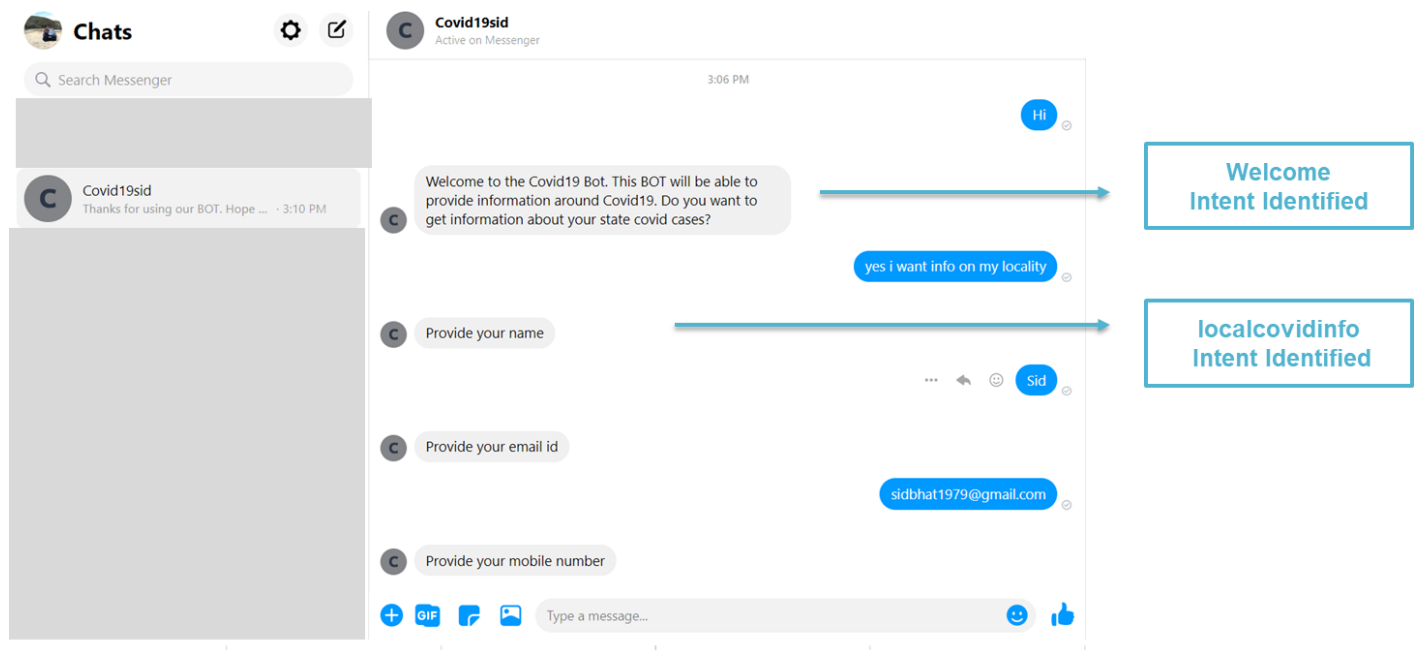 Chats
Search Messenger
C
Covid19sid
Thanks for using our BOT. Hope ... · 3:10 PM
C
Covid19sid
Active on Messenger
3:06 PM
Hi
Welcome to the Covid19 Bot. This BOT will be able to
provide information around Covid19. Do you want to
get information about your state covid cases?
C
yes i want info on my locality
C
Provide your name
Sid
C
Provide your email id
sidbhat1979@gmail.com
C
Provide your mobile number
GIF
Type a message...
Welcome
Intent Identified
localcovidinfo
Intent Identified